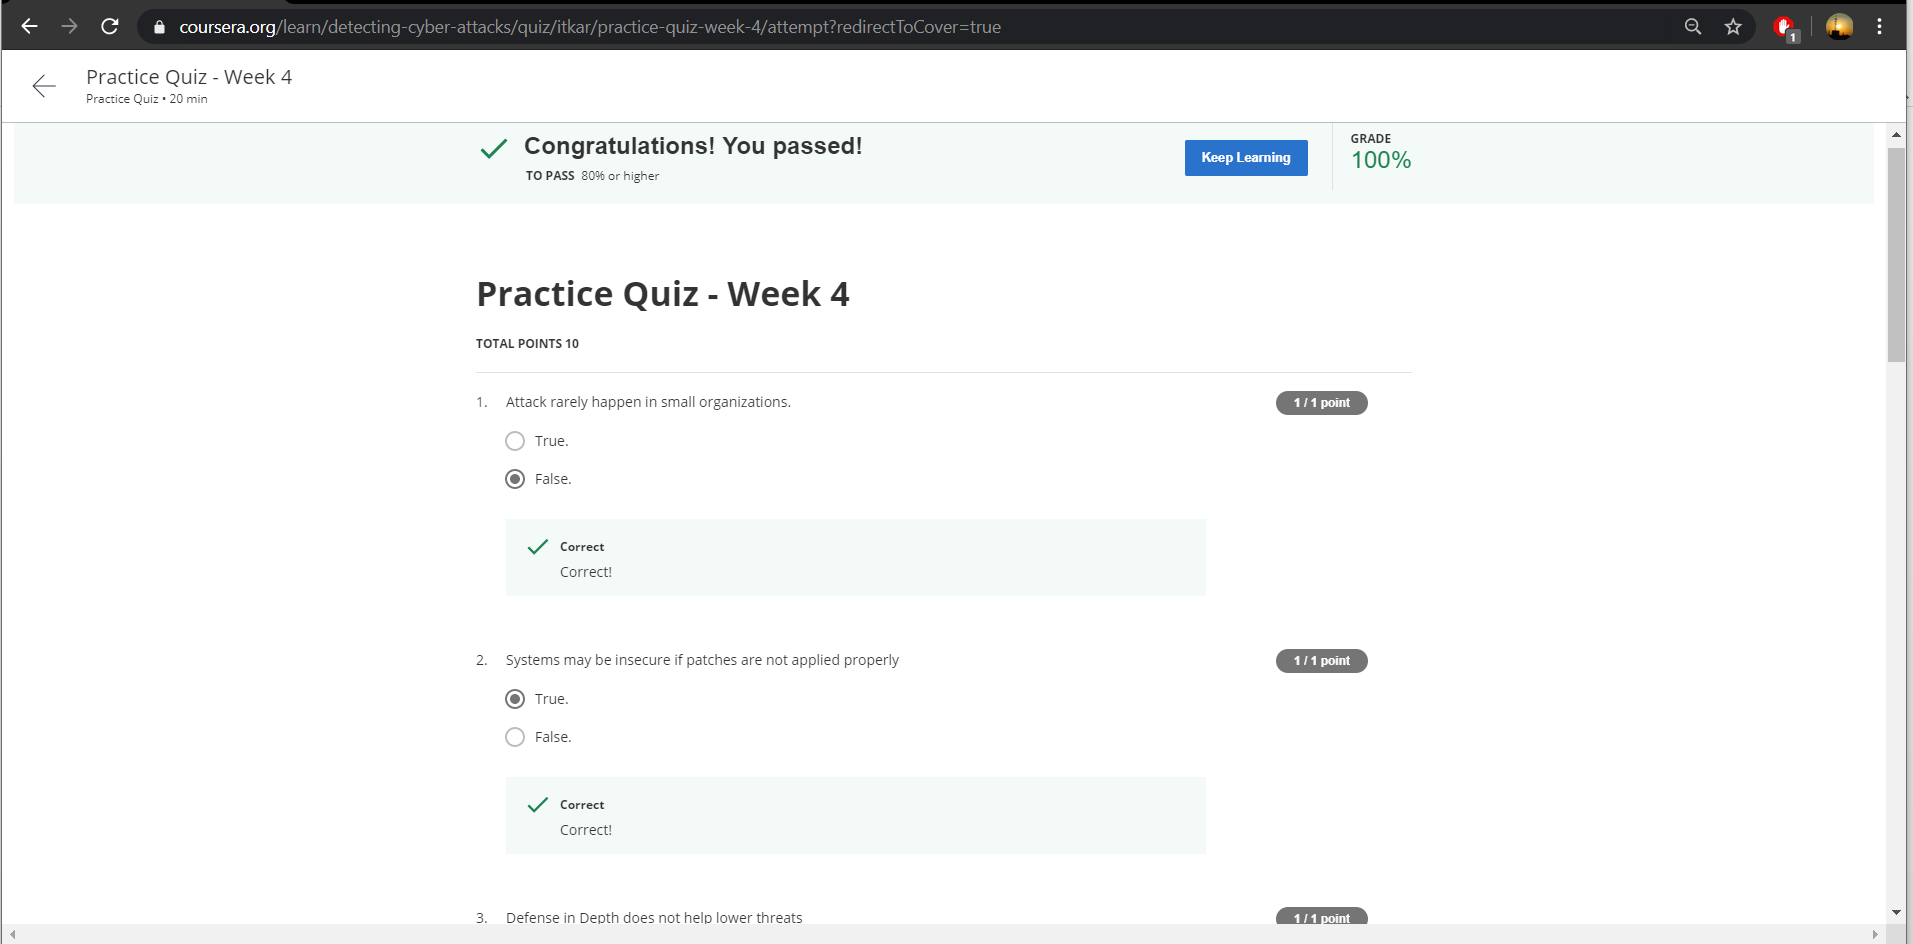 coursera.org/learn/detecting-cyber-attacks/quiz/itkar/practice-quiz-week-4/attempt?redirectToCover=true
1
Practice Quiz - Week 4
Practice Quiz • 20 min
Congratulations! You passed!
TO PASS 80% or higher
Keep Learning
GRADE
100%
Practice Quiz - Week 4
TOTAL POINTS 10
1. Attack rarely happen in small organizations.
1 / 1 point
True.
False.
Correct
Correct!
2. Systems may be insecure if patches are not applied properly
1 / 1 point
True.
False.
Correct
Correct!
3. Defense in Depth does not help lower threats
1 / 1 point